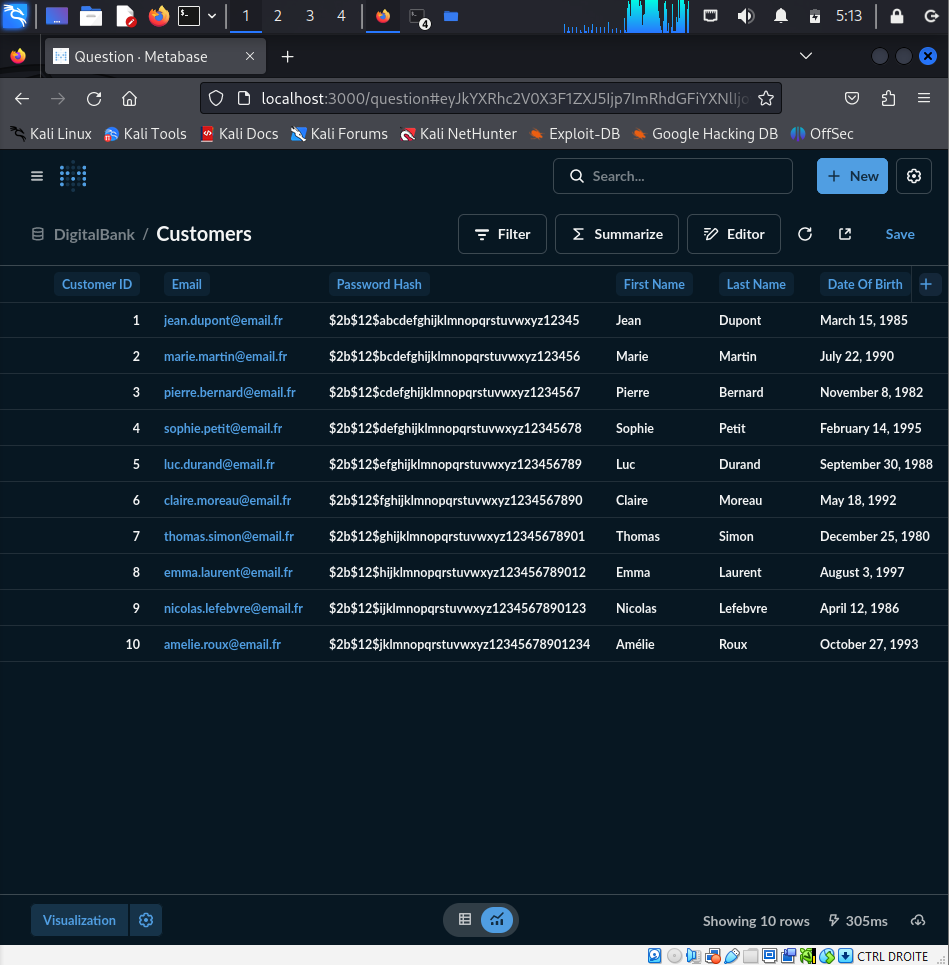 1 2 3 4 4 5:13
Question · Metabase
localhost:3000/question#eyJkYXRhc2V0X3F1ZXJ5Ijp7ImRhdGFiYXNlIjo
Kali Linux Kali Tools Kali Docs Kali Forums Kali NetHunter Exploit-DB Google Hacking DB OffSec
Search... New
DigitalBank / Customers Filter Summarize Editor Save
Customer ID Email Password Hash First Name Last Name Date Of Birth
1 jean.dupont@email.fr $2b$12$abcdefghijklmnopqrstuvwxyz12345 Jean Dupont March 15, 1985
2 marie.martin@email.fr $2b$12$bcdefghijklmnopqrstuvwxyz123456 Marie Martin July 22, 1990
3 pierre.bernard@email.fr $2b$12$cdefghijklmnopqrstuvwxyz1234567 Pierre Bernard November 8, 1982
4 sophie.petit@email.fr $2b$12$defghijklmnopqrstuvwxyz12345678 Sophie Petit February 14, 1995
5 luc.durand@email.fr $2b$12$efghijklmnopqrstuvwxyz123456789 Luc Durand September 30, 1988
6 claire.moreau@email.fr $2b$12$fghijklmnopqrstuvwxyz1234567890 Claire Moreau May 18, 1992
7 thomas.simon@email.fr $2b$12$ghijklmnopqrstuvwxyz12345678901 Thomas Simon December 25, 1980
8 emma.laurent@email.fr $2b$12$hijklmnopqrstuvwxyz123456789012 Emma Laurent August 3, 1997
9 nicolas.lefebvre@email.fr $2b$12$ijklmnopqrstuvwxyz1234567890123 Nicolas Lefebvre April 12, 1986
10 amelie.roux@email.fr $2b$12$jklmnopqrstuvwxyz12345678901234 Amélie Roux October 27, 1993
Visualization Showing 10 rows 305ms
CTRL DROITE